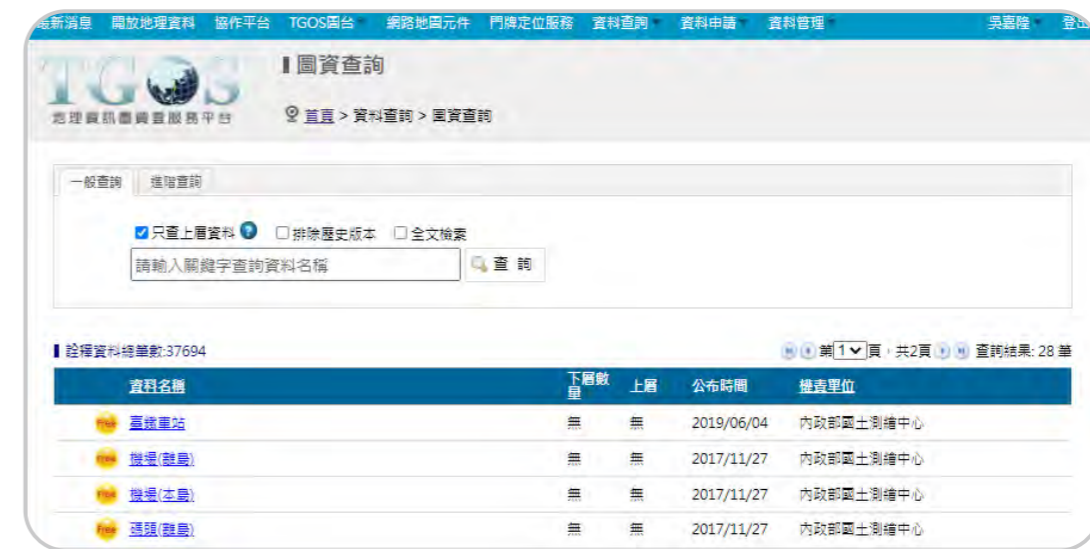 最新消息 開放地理資料 協作平台 TGOS圖台 網路地圖元件 門牌定位服務 資料查詢 資料申請 資料管理 吳嘉隆 登出
TGOS
圖資查詢
地理資訊圖資雲服務平台
首頁 > 資料查詢 > 圖資查詢
一般查詢 進階查詢
只查上層資料 排除歷史版本 全文檢索
請輸入關鍵字查詢資料名稱 查 詢
詮釋資料總筆數:37694 第 1 頁，共2頁 查詢結果: 28 筆
資料名稱 下層數量 上層 公布時間 權責單位
Free 臺鐵車站 無 無 2019/06/04 內政部國土測繪中心
Free 機場(離島) 無 無 2017/11/27 內政部國土測繪中心
Free 機場(本島) 無 無 2017/11/27 內政部國土測繪中心
Free 碼頭(離島) 無 無 2017/11/27 內政部國土測繪中心